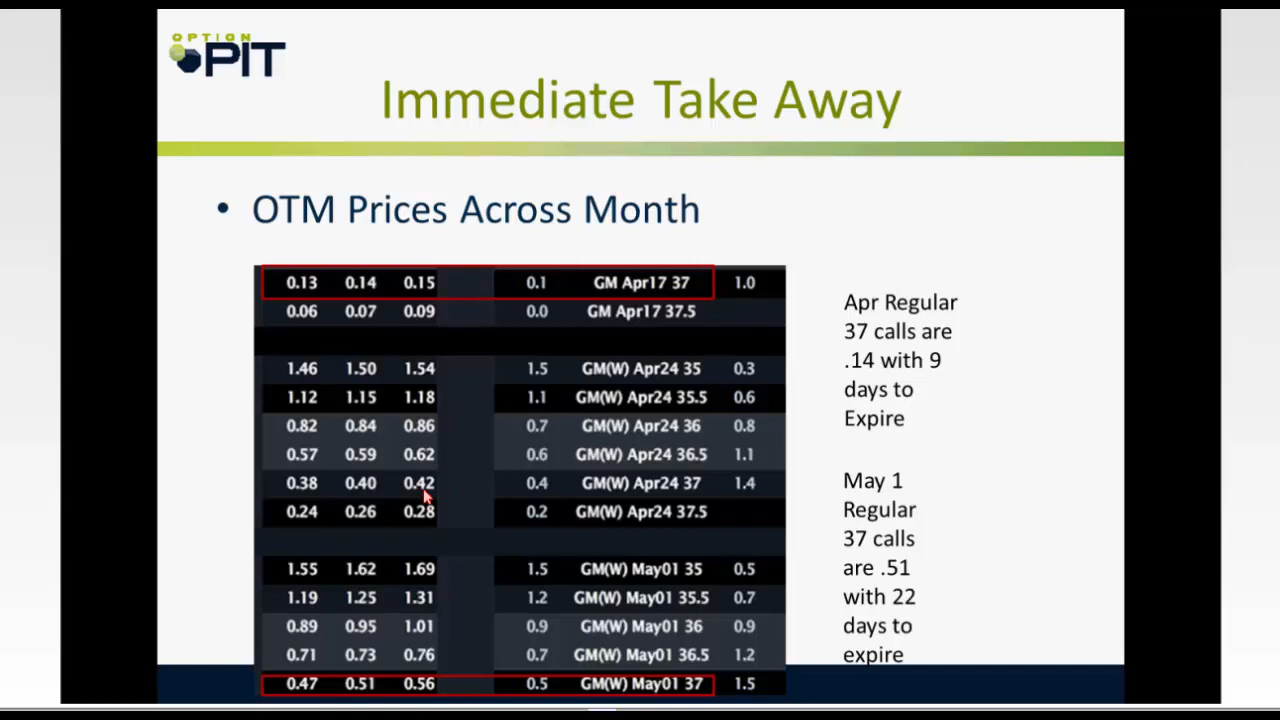 OPTION
PIT
Immediate Take Away
• OTM Prices Across Month
0.13 0.14 0.15 0.1 GM Apr17 37 1.0
0.06 0.07 0.09 0.0 GM Apr17 37.5
1.46 1.50 1.54 1.5 GM(W) Apr24 35 0.3
1.12 1.15 1.18 1.1 GM(W) Apr24 35.5 0.6
0.82 0.84 0.86 0.7 GM(W) Apr24 36 0.8
0.57 0.59 0.62 0.6 GM(W) Apr24 36.5 1.1
0.38 0.40 0.42 0.4 GM(W) Apr24 37 1.4
0.24 0.26 0.28 0.2 GM(W) Apr24 37.5
1.55 1.62 1.69 1.5 GM(W) May01 35 0.5
1.19 1.25 1.31 1.2 GM(W) May01 35.5 0.7
0.89 0.95 1.01 0.9 GM(W) May01 36 0.9
0.71 0.73 0.76 0.7 GM(W) May01 36.5 1.2
0.47 0.51 0.56 0.5 GM(W) May01 37 1.5
Apr Regular
37 calls are
.14 with 9
days to
Expire
May 1
Regular
37 calls
are .51
with 22
days to
expire